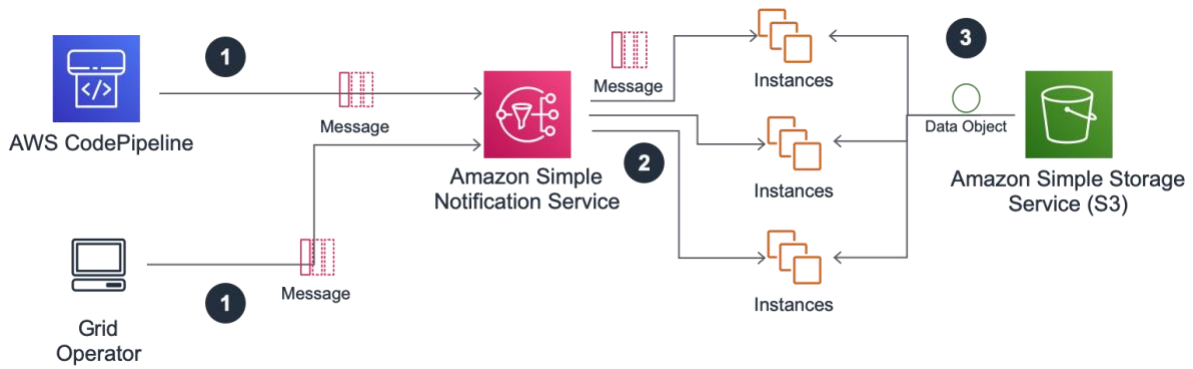 1
3
Message
Instances
AWS CodePipeline
Message
Data Object
2
Amazon Simple
Notification Service
Instances
Amazon Simple Storage
Service (S3)
Message
1
Instances
Grid
Operator